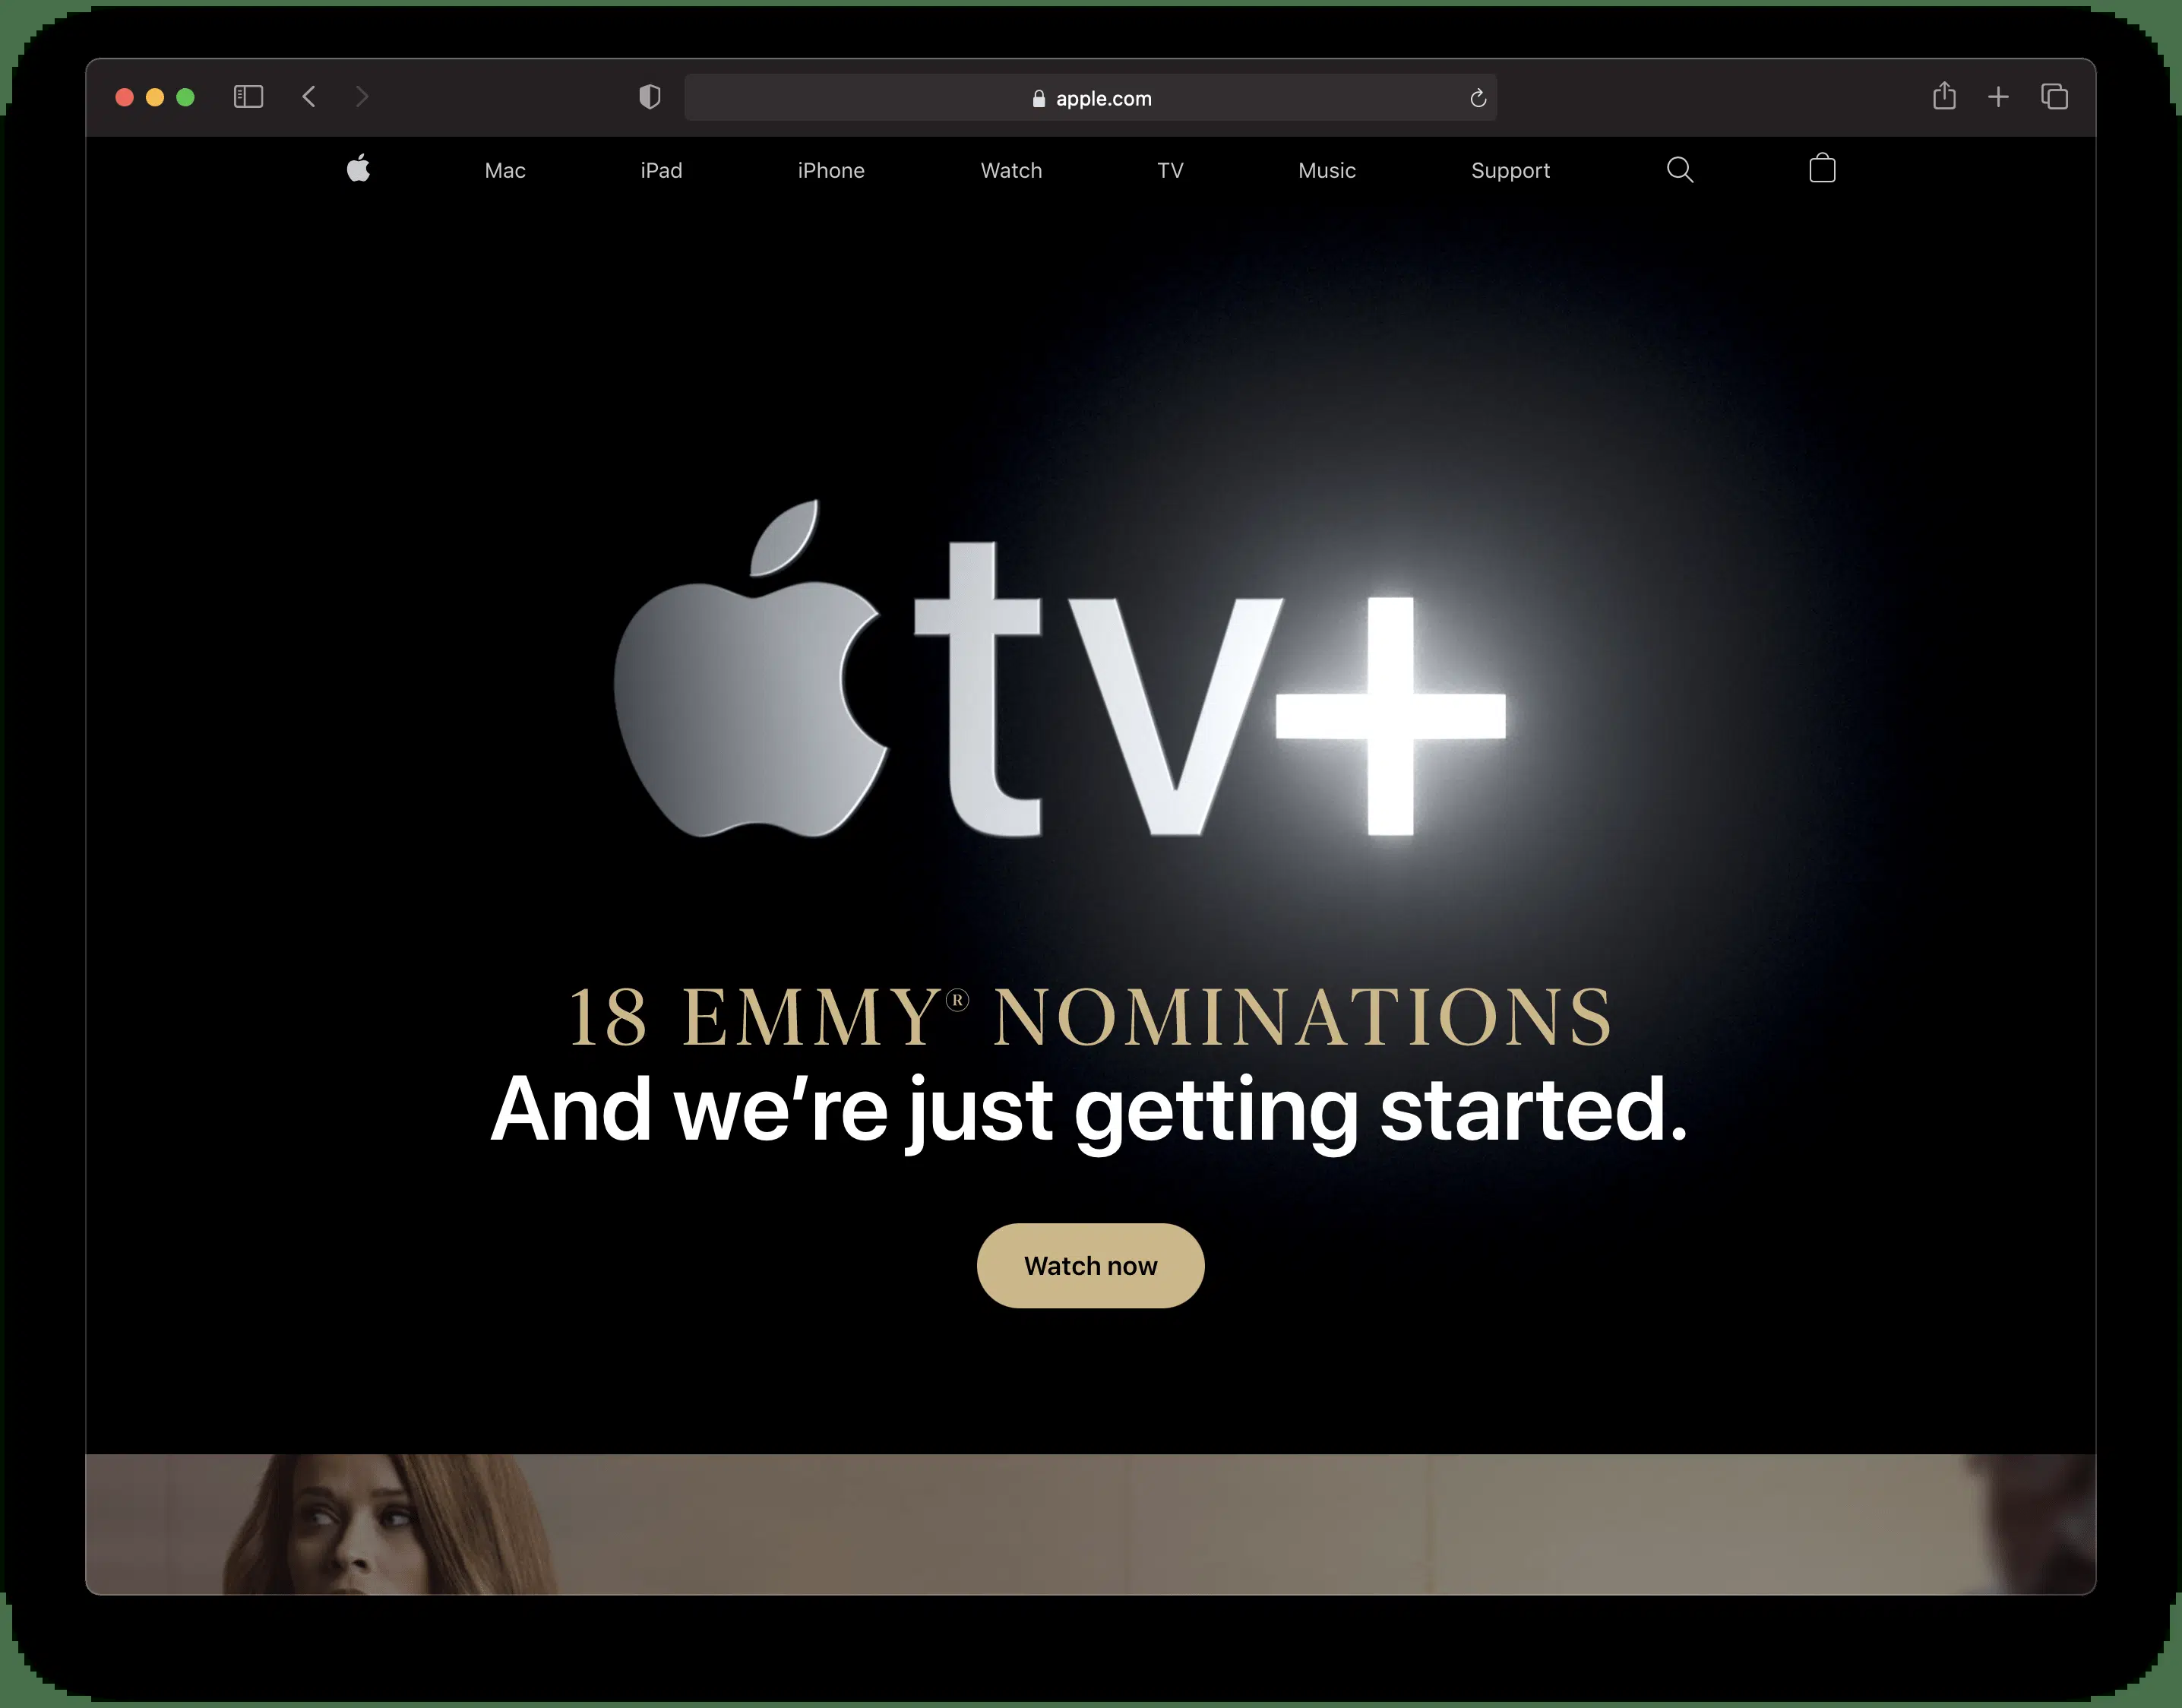 apple.com
Mac iPad iPhone Watch TV Music Support
tv+
18 EMMY® NOMINATIONS
And we’re just getting started.
Watch now